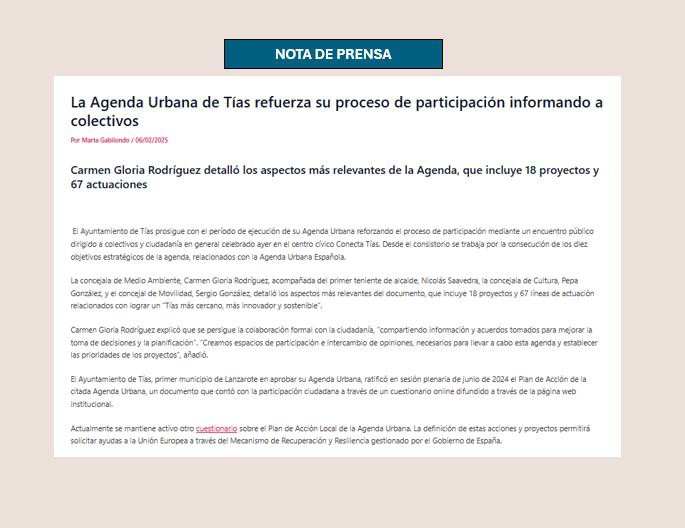 NOTA DE PRENSA
La Agenda Urbana de Tías refuerza su proceso de participación informando a
colectivos
Por Marta Gabilondo / 06/02/2025
Carmen Gloria Rodríguez detalló los aspectos más relevantes de la Agenda, que incluye 18 proyectos y
67 actuaciones
El Ayuntamiento de Tías prosigue con el período de ejecución de su Agenda Urbana reforzando el proceso de participación mediante un encuentro público
dirigido a colectivos y ciudadanía en general celebrado ayer en el centro cívico Conecta Tías. Desde el consistorio se trabaja por la consecución de los diez
objetivos estratégicos de la agenda, relacionados con la Agenda Urbana Española.
La concejala de Medio Ambiente, Carmen Gloria Rodríguez, acompañada del primer teniente de alcalde, Nicolás Saavedra, la concejala de Cultura, Pepa
González, y el concejal de Movilidad, Sergio González, detalló los aspectos más relevantes del documento, que incluye 18 proyectos y 67 líneas de actuación
relacionados con lograr un "Tías más cercano, más innovador y sostenible".
Carmen Gloria Rodríguez explicó que se persigue la colaboración formal con la ciudadanía, "compartiendo información y acuerdos tomados para mejorar la
toma de decisiones y la planificación". "Creamos espacios de participación e intercambio de opiniones, necesarios para llevar a cabo esta agenda y establecer
las prioridades de los proyectos", añadió.
El Ayuntamiento de Tías, primer municipio de Lanzarote en aprobar su Agenda Urbana, ratificó en sesión plenaria de junio de 2024 el Plan de Acción de la
citada Agenda Urbana, un documento que contó con la participación ciudadana a través de un cuestionario online difundido a través de la página web
institucional.
Actualmente se mantiene activo otro cuestionario sobre el Plan de Acción Local de la Agenda Urbana. La definición de estas acciones y proyectos permitirá
solicitar ayudas a la Unión Europea a través del Mecanismo de Recuperación y Resiliencia gestionado por el Gobierno de España.